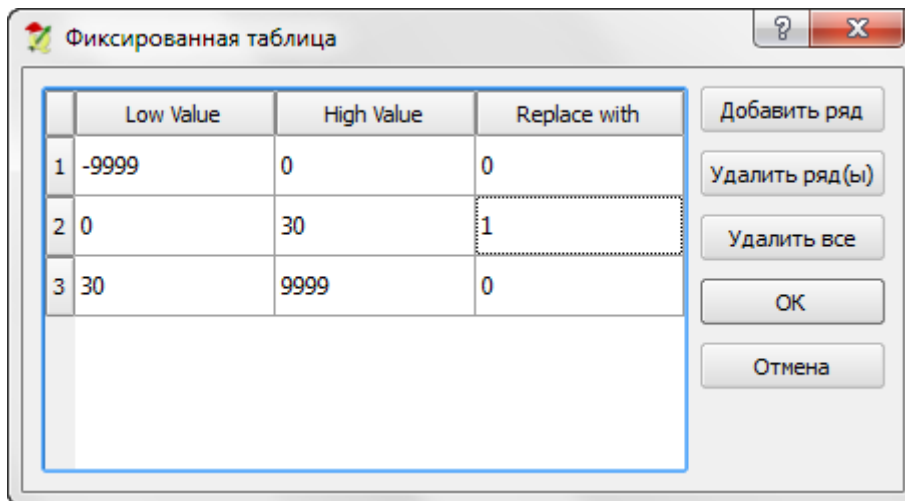 Фиксированная таблица
Low Value High Value Replace with
1 -9999 0 0
2 0 30 1
3 30 9999 0
Добавить ряд
Удалить ряд(ы)
Удалить все
ОК
Отмена